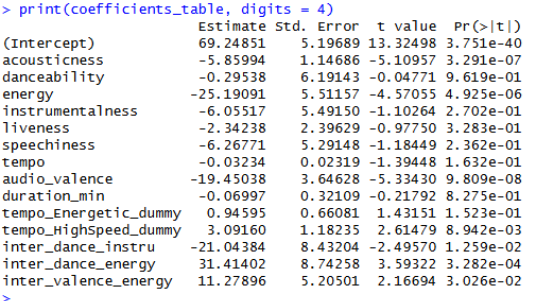 > print(coefficients_table, digits = 4)
Estimate Std. Error t value Pr(>|t|)
(Intercept) 69.24851 5.19689 13.32498 3.751e-40
acousticness -5.85994 1.14686 -5.10957 3.291e-07
danceability -0.29538 6.19143 -0.04771 9.619e-01
energy -25.19091 5.51157 -4.57055 4.925e-06
instrumentalness -6.05517 5.49150 -1.10264 2.702e-01
liveness -2.34238 2.39629 -0.97750 3.283e-01
speechiness -6.26771 5.29148 -1.18449 2.362e-01
tempo -0.03234 0.02319 -1.39448 1.632e-01
audio_valence -19.45038 3.64628 -5.33430 9.809e-08
duration_min -0.06997 0.32109 -0.21792 8.275e-01
tempo_Energetic_dummy 0.94595 0.66081 1.43151 1.523e-01
tempo_HighSpeed_dummy 3.09160 1.18235 2.61479 8.942e-03
inter_dance_instru -21.04384 8.43204 -2.49570 1.259e-02
inter_dance_energy 31.41402 8.74258 3.59322 3.282e-04
inter_valence_energy 11.27896 5.20501 2.16694 3.026e-02
>